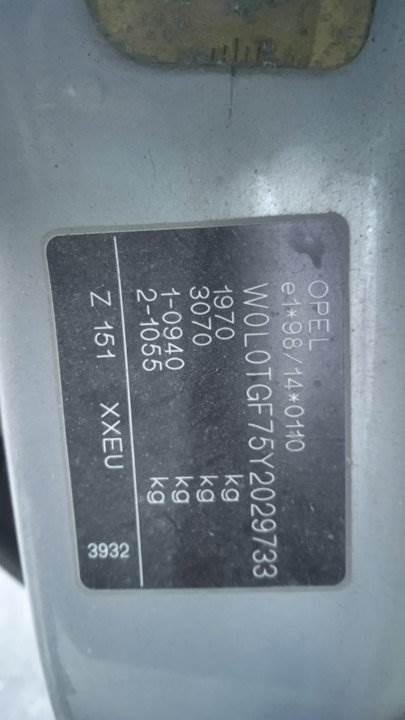 OPEL
e1*98/14*0110
W0L0TGF75Y2029733
1970 kg
3070 kg
1-0940 kg
2-1055 kg
Z 151 XXEU 3932